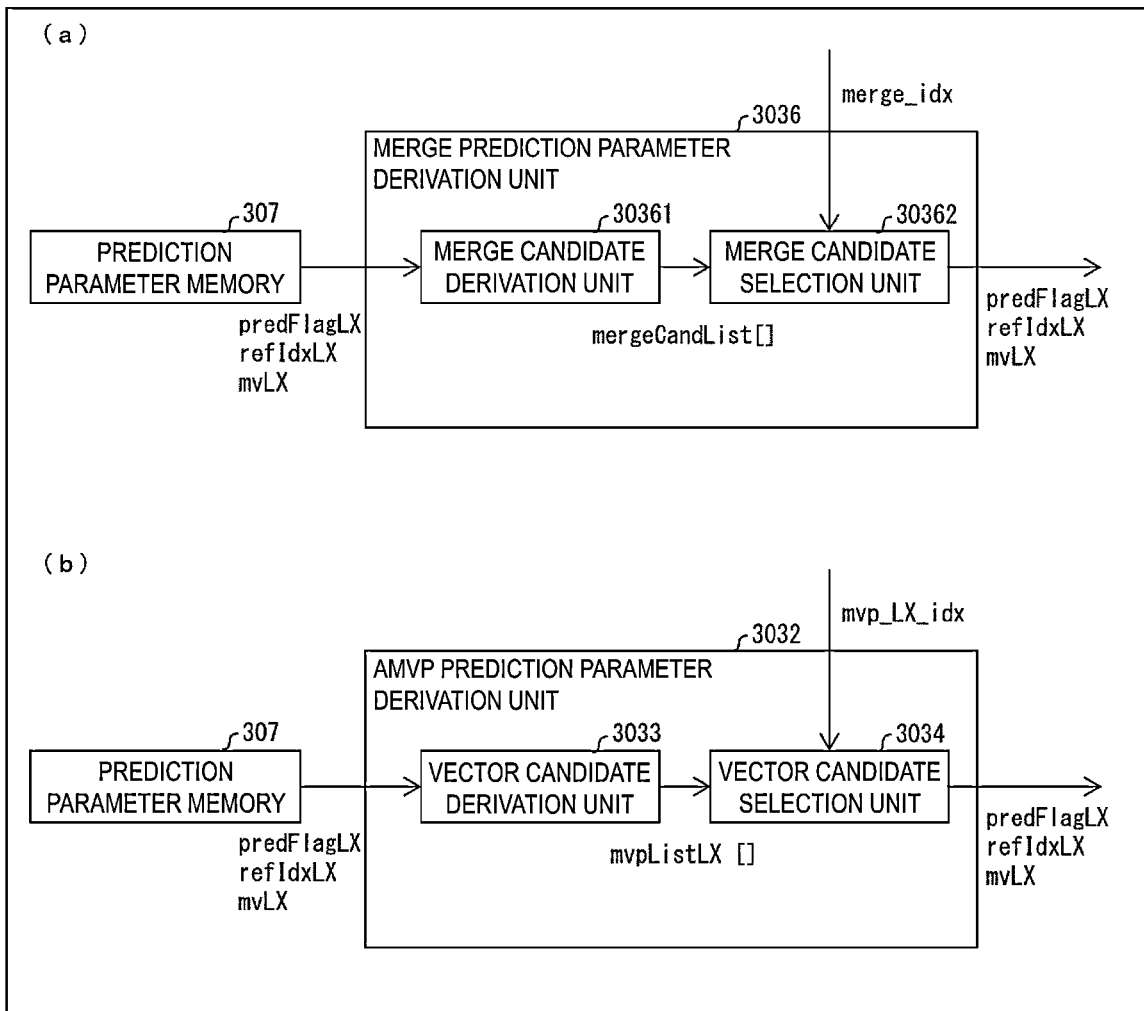 (a)
merge_idx
3036
MERGE PREDICTION PARAMETER
DERIVATION UNIT
307
30361
30362
PREDICTION
PARAMETER MEMORY
MERGE CANDIDATE
DERIVATION UNIT
MERGE CANDIDATE
SELECTION UNIT
predFlagLX
refIdxLX
mvLX
mergeCandList[]
predFlagLX
refIdxLX
mvLX
(b)
mvp_LX_idx
3032
AMVP PREDICTION PARAMETER
DERIVATION UNIT
307
3033
3034
PREDICTION
PARAMETER MEMORY
VECTOR CANDIDATE
DERIVATION UNIT
VECTOR CANDIDATE
SELECTION UNIT
predFlagLX
refIdxLX
mvLX
mvpListLX []
predFlagLX
refIdxLX
mvLX